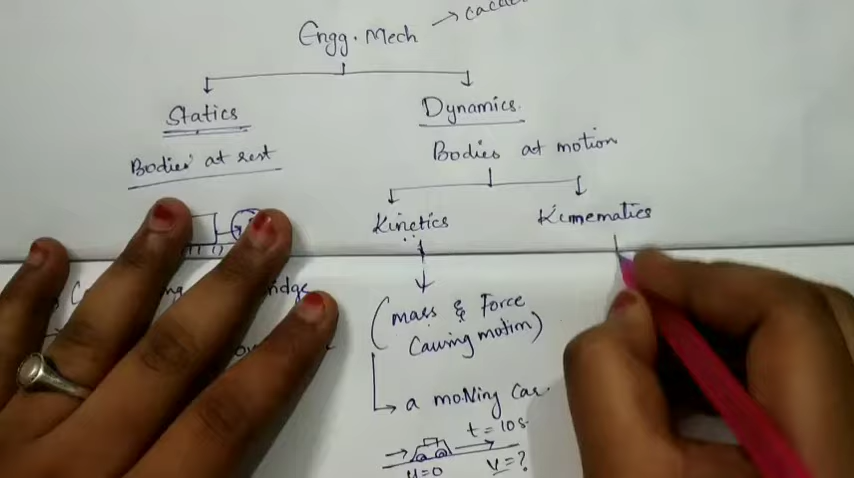 Engg. Mech →
Statics
Dynamics.
Bodies at rest
Bodies at motion
Kinetics
Kinematics
(mass & Force
Causing motion)
→ a moving Car.
t = 10s
u=0
v=?